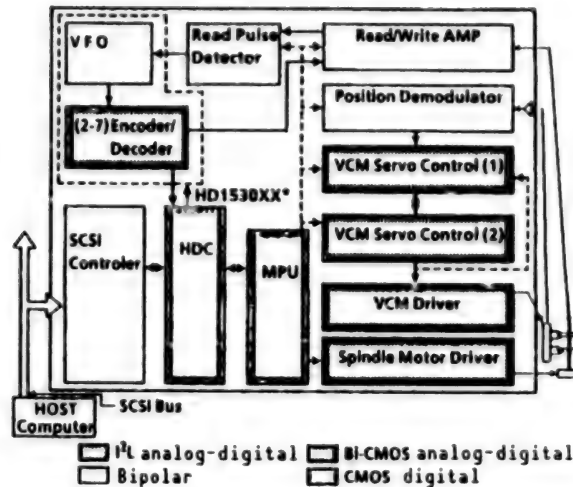 VFO
Read Pulse
Detector
Read/Write AMP
Position Demodulator
(2-7) Encoder/
Decoder
VCM Servo Control (1)
HD1530XX*
SCSI
Controler
HDC
MPU
VCM Servo Control (2)
VCM Driver
Spindle Motor Driver
HOST
Computer
SCSI Bus
I²L analog-digital
Bi-CMOS analog-digital
Bipolar
CMOS digital